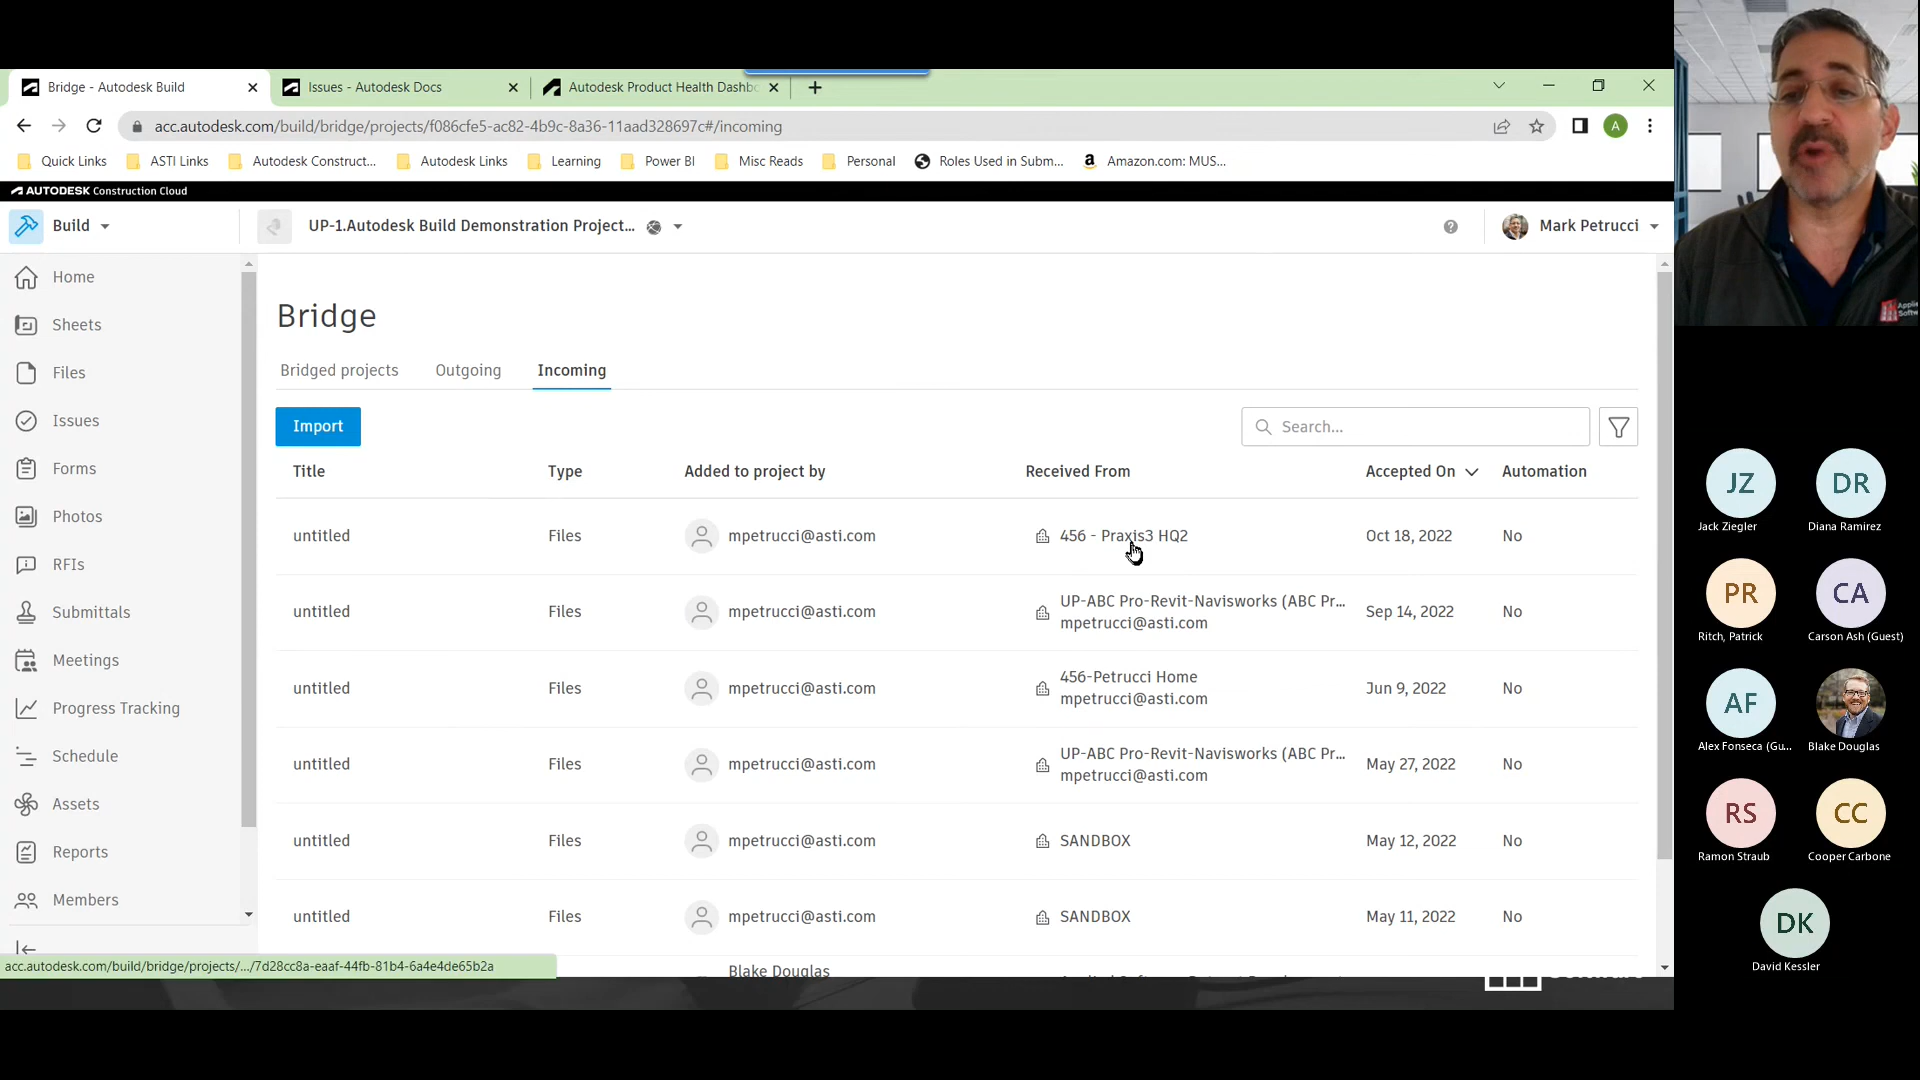 Bridge - Autodesk Build
Issues - Autodesk Docs
Autodesk Product Health Dashb
acc.autodesk.com/build/bridge/projects/f086cfe5-ac82-4b9c-8a36-11aad328697c#/incoming
A
Quick Links
ASTI Links
Autodesk Construct...
Autodesk Links
Learning
Power BI
Misc Reads
Personal
Roles Used in Subm...
Amazon.com: MUS...
AUTODESK Construction Cloud
Build
UP-1.Autodesk Build Demonstration Project...
Mark Petrucci
Home
Sheets
Files
Issues
Forms
Photos
RFIs
Submittals
Meetings
Progress Tracking
Schedule
Assets
Reports
Members
Bridge
Bridged projects
Outgoing
Incoming
Import
Search...
Title Type Added to project by Received From Accepted On Automation
untitled Files mpetrucci@asti.com 456 - Praxis3 HQ2 Oct 18, 2022 No
untitled Files mpetrucci@asti.com UP-ABC Pro-Revit-Navisworks (ABC Pr... Sep 14, 2022 No
mpetrucci@asti.com
untitled Files mpetrucci@asti.com 456-Petrucci Home Jun 9, 2022 No
mpetrucci@asti.com
untitled Files mpetrucci@asti.com UP-ABC Pro-Revit-Navisworks (ABC Pr... May 27, 2022 No
mpetrucci@asti.com
untitled Files mpetrucci@asti.com SANDBOX May 12, 2022 No
untitled Files mpetrucci@asti.com SANDBOX May 11, 2022 No
Blake Douglas
acc.autodesk.com/build/bridge/projects/.../7d28cc8a-eaaf-44fb-81b4-6a4e4de65b2a
JZ
Jack Ziegler
DR
Diana Ramirez
PR
Ritch, Patrick
CA
Carson Ash (Guest)
AF
Alex Fonseca (Gu...
Blake Douglas
RS
Ramon Straub
CC
Cooper Carbone
DK
David Kessler